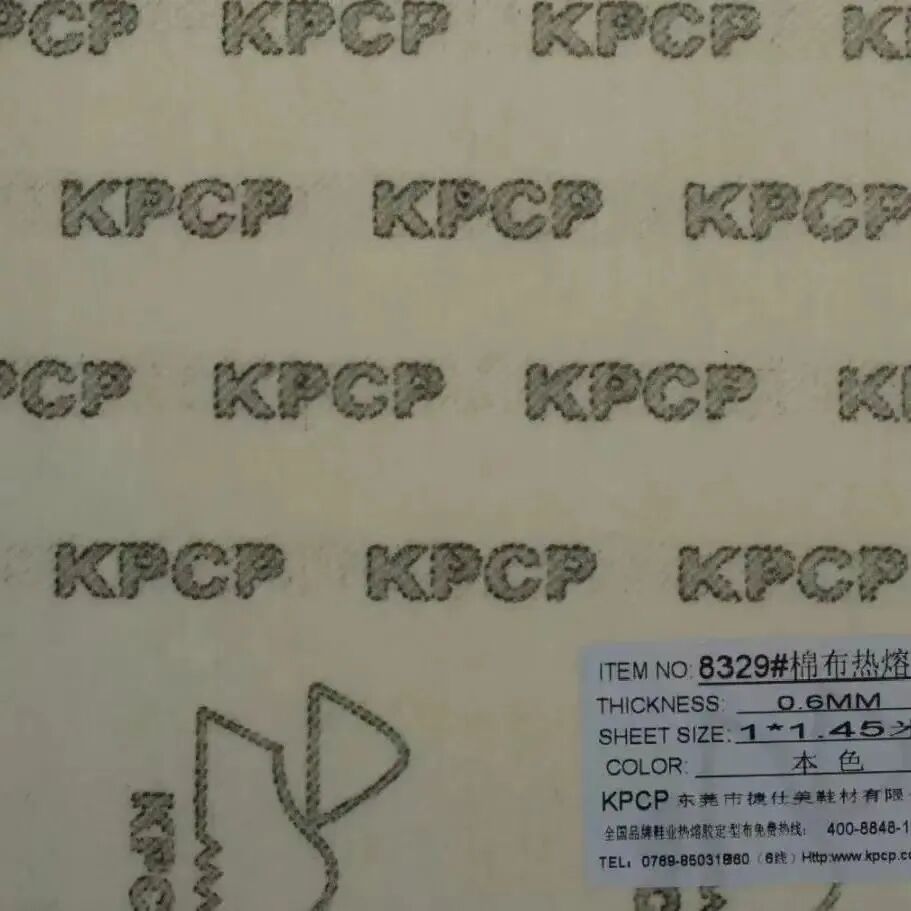 KPCP KPCP KPCP
KPCP KPCP KPCP
KPCP KPCP KPCP
KPCP KPCP KPCP
ITEM NO: 8329#棉布热熔
THICKNESS: 0.6MM
SHEET SIZE: 1*1.45
COLOR: 本色
KPCP 东莞市捷仕美鞋材有限
全国品牌鞋业热熔胶定型布免费热线: 400-8848-1
TEL: 0769-85031960 (6线) Http:www.kpcp.co
KPC